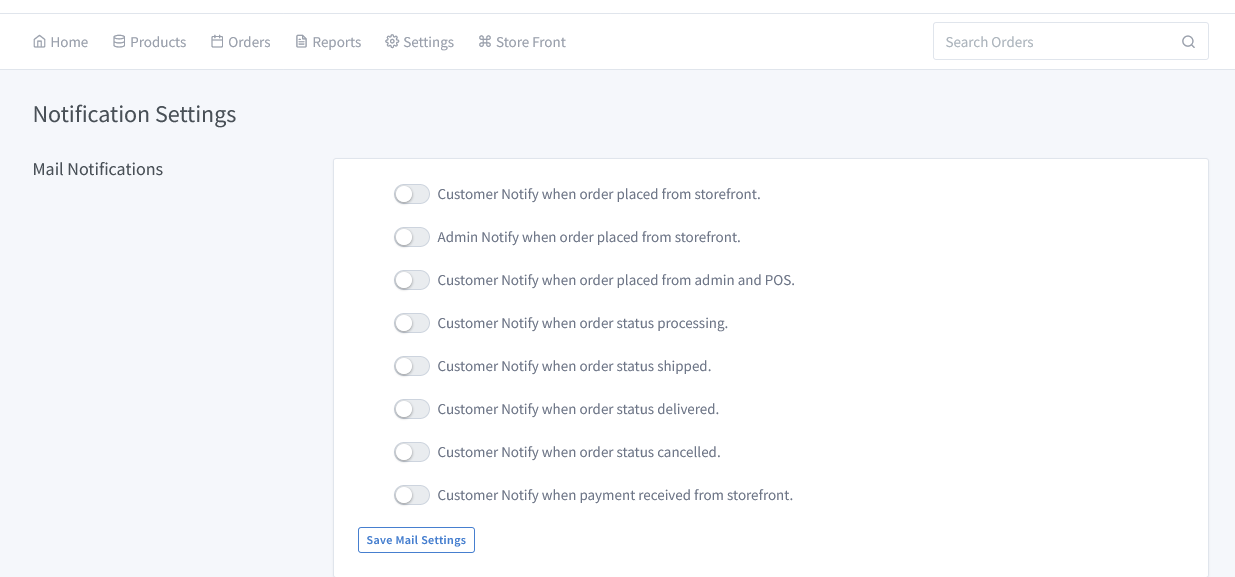 Home Products Orders Reports Settings Store Front Search Orders
Notification Settings
Mail Notifications
Customer Notify when order placed from storefront.
Admin Notify when order placed from storefront.
Customer Notify when order placed from admin and POS.
Customer Notify when order status processing.
Customer Notify when order status shipped.
Customer Notify when order status delivered.
Customer Notify when order status cancelled.
Customer Notify when payment received from storefront.
Save Mail Settings